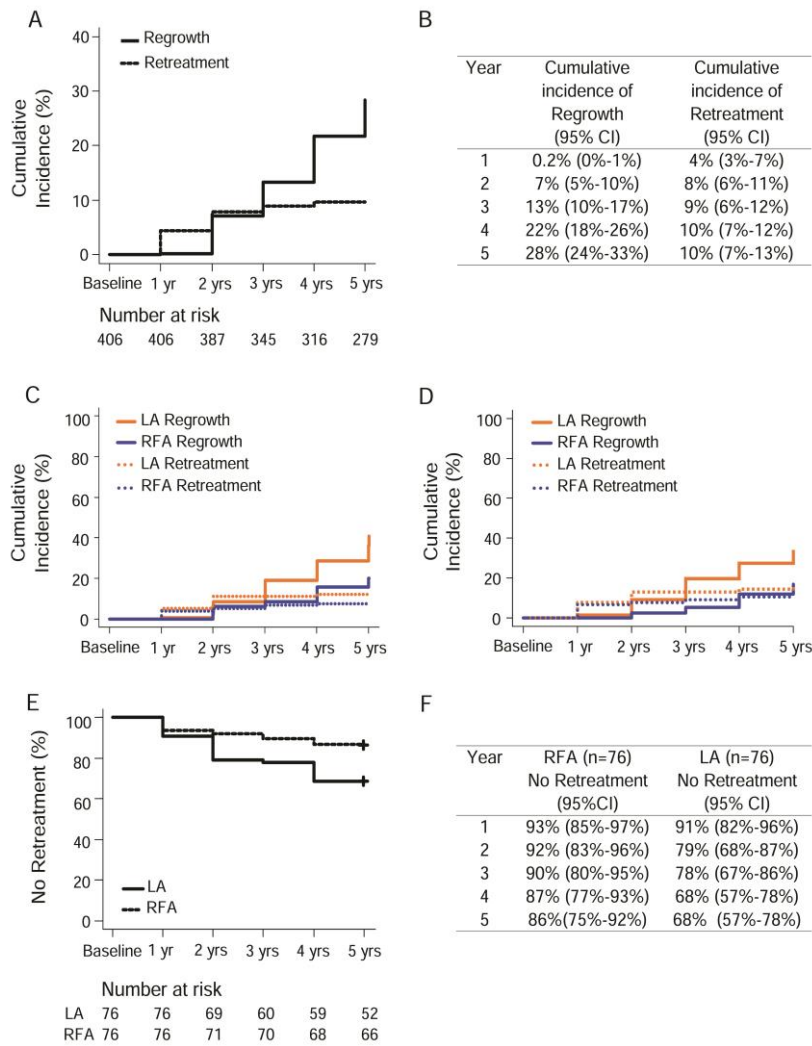 A
Regrowth
Retreatment
Cumulative
Incidence (%)
40
30
20
10
0
Baseline 1 yr 2 yrs 3 yrs 4 yrs 5 yrs
Number at risk
406 406 387 345 316 279
B
Year Cumulative incidence of Regrowth (95% CI) Cumulative incidence of Retreatment (95% CI)
1 0.2% (0%-1%) 4% (3%-7%)
2 7% (5%-10%) 8% (6%-11%)
3 13% (10%-17%) 9% (6%-12%)
4 22% (18%-26%) 10% (7%-12%)
5 28% (24%-33%) 10% (7%-13%)
C
LA Regrowth
RFA Regrowth
LA Retreatment
RFA Retreatment
Cumulative
Incidence (%)
100
80
60
40
20
0
Baseline 1 yr 2 yrs 3 yrs 4 yrs 5 yrs
D
LA Regrowth
RFA Regrowth
LA Retreatment
RFA Retreatment
Cumulative
Incidence (%)
100
80
60
40
20
0
Baseline 1 yr 2 yrs 3 yrs 4 yrs 5 yrs
E
No Retreatment (%)
100
80
60
40
20
0
LA
RFA
Baseline 1 yr 2 yrs 3 yrs 4 yrs 5 yrs
Number at risk
LA 76 76 69 60 59 52
RFA 76 76 71 70 68 66
F
Year RFA (n=76) No Retreatment (95%CI) LA (n=76) No Retreatment (95% CI)
1 93% (85%-97%) 91% (82%-96%)
2 92% (83%-96%) 79% (68%-87%)
3 90% (80%-95%) 78% (67%-86%)
4 87% (77%-93%) 68% (57%-78%)
5 86%(75%-92%) 68% (57%-78%)